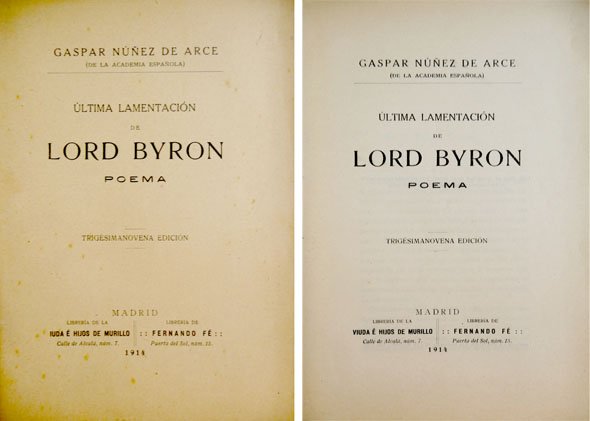 GASPAR NÚÑEZ DE ARCE
(DE LA ACADEMIA ESPAÑOLA)
ÚLTIMA LAMENTACIÓN
DE
LORD BYRON
POEMA
TRIGESIMANOVENA EDICIÓN
MADRID
LIBRERÍA DE LA
IUDA É HIJOS DE MURILLO
Calle de Alcalá, núm. 7.
LIBRERÍA DE
:: FERNANDO FÉ ::
Puerta del Sol, núm. 15.
1914
GASPAR NÚÑEZ DE ARCE
(DE LA ACADEMIA ESPAÑOLA)
ÚLTIMA LAMENTACIÓN
DE
LORD BYRON
POEMA
TRIGESIMANOVENA EDICIÓN
MADRID
LIBRERÍA DE LA
VIUDA É HIJOS DE MURILLO
Calle de Alcalá, núm. 7.
LIBRERÍA DE
:: FERNANDO FÉ ::
Puerta del Sol, núm. 15.
1914